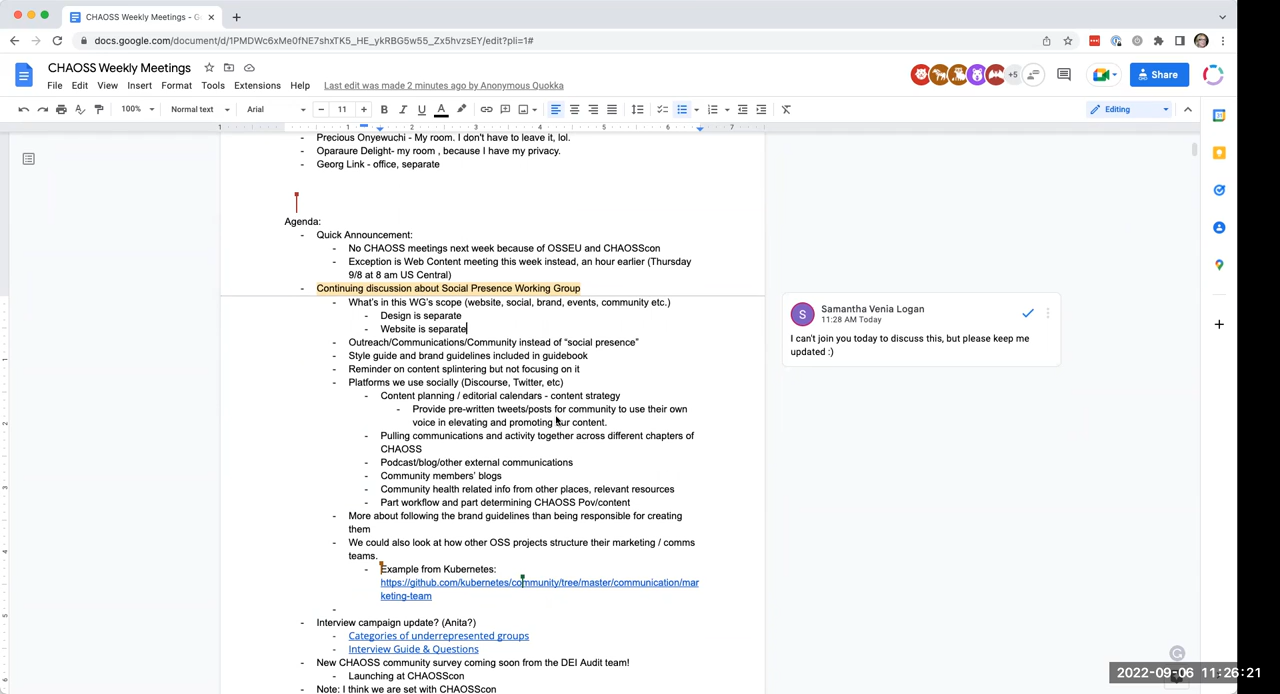 CHAOSS Weekly Meetings - G
docs.google.com/document/d/1PMDWc6xMe0fNE7shxTK5_HE_ykRBG5w55_Zx5hvzsEY/edit?pli=1#
CHAOSS Weekly Meetings
File Edit View Insert Format Tools Extensions Help Last edit was made 2 minutes ago by Anonymous Quokka
+5
Share
100% Normal text Arial 11 Editing
1 1 2 3 4 5 6 7
- Precious Onyewuchi - My room. I don't have to leave it, lol.
- Oparaure Delight- my room , because I have my privacy.
- Georg Link - office, separate
Agenda:
- Quick Announcement:
- No CHAOSS meetings next week because of OSSEU and CHAOSScon
- Exception is Web Content meeting this week instead, an hour earlier (Thursday
9/8 at 8 am US Central)
- Continuing discussion about Social Presence Working Group
- What's in this WG's scope (website, social, brand, events, community etc.)
- Design is separate
- Website is separate
- Outreach/Communications/Community instead of "social presence"
- Style guide and brand guidelines included in guidebook
- Reminder on content splintering but not focusing on it
- Platforms we use socially (Discourse, Twitter, etc)
- Content planning / editorial calendars - content strategy
- Provide pre-written tweets/posts for community to use their own
voice in elevating and promoting our content.
- Pulling communications and activity together across different chapters of
CHAOSS
- Podcast/blog/other external communications
- Community members' blogs
- Community health related info from other places, relevant resources
- Part workflow and part determining CHAOSS Pov/content
- More about following the brand guidelines than being responsible for creating
them
- We could also look at how other OSS projects structure their marketing / comms
teams.
- Example from Kubernetes:
https://github.com/kubernetes/community/tree/master/communication/mar
keting-team
-
- Interview campaign update? (Anita?)
- Categories of underrepresented groups
- Interview Guide & Questions
- New CHAOSS community survey coming soon from the DEI Audit team!
- Launching at CHAOSScon
- Note: I think we are set with CHAOSScon
S
Samantha Venia Logan
11:28 AM Today
I can't join you today to discuss this, but please keep me
updated :)
1
2
3
4
5
6
2022-09-06 11:26:21